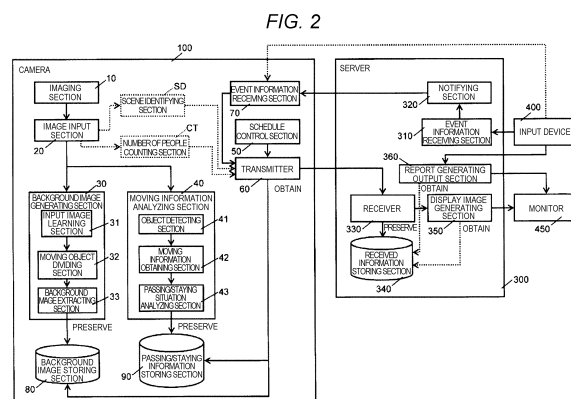 FIG. 2
100
CAMERA
10
IMAGING
SECTION
IMAGE INPUT
SECTION
20
SD
SCENE IDENTIFYING
SECTION
CT
NUMBER OF PEOPLE
COUNTING SECTION
EVENT INFORMATION
RECEIVING SECTION
70
SCHEDULE
CONTROL SECTION
50
TRANSMITTER
60
OBTAIN
30
BACKGROUND IMAGE
GENERATING SECTION
INPUT IMAGE
LEARNING
SECTION
31
MOVING OBJECT
DIVIDING
SECTION
32
BACKGROUND
IMAGE EXTRACTING
SECTION
33
PRESERVE
BACKGROUND
IMAGE STORING
SECTION
80
40
MOVING INFORMATION
ANALYZING SECTION
OBJECT DETECTING
SECTION
41
MOVING
INFORMATION
OBTAINING SECTION
42
PASSING/STAYING
SITUATION
ANALYZING SECTION
43
PRESERVE
PASSING/STAYING
INFORMATION
STORING SECTION
90
SERVER
NOTIFYING
SECTION
320
310
EVENT
INFORMATION
RECEIVING SECTION
400
INPUT DEVICE
360
REPORT GENERATING
OUTPUT SECTION
OBTAIN
RECEIVER
330
PRESERVE
DISPLAY IMAGE
GENERATING
SECTION
350
OBTAIN
MONITOR
450
RECEIVED
INFORMATION
STORING SECTION
340
300